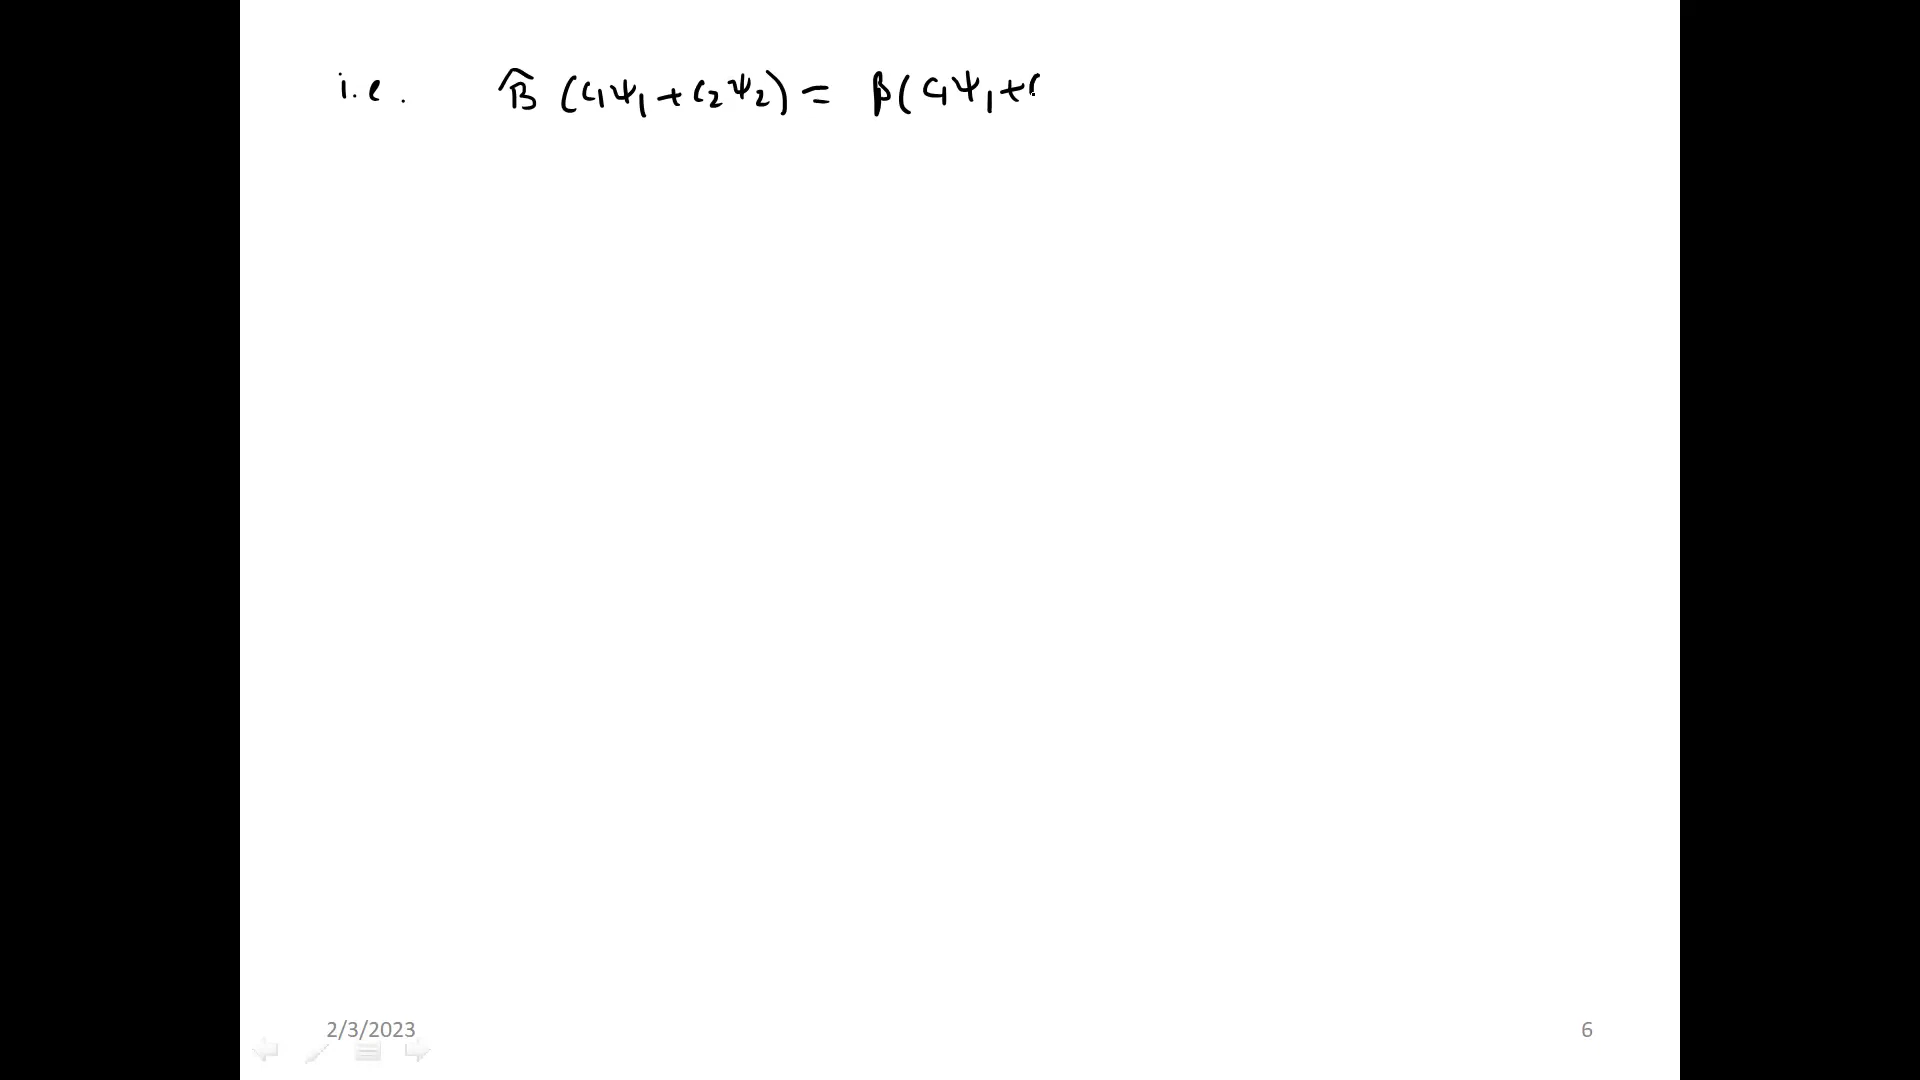 i.e. B̂ (c₁ψ₁ + c₂ψ₂) = β( c₁ψ₁ + c
2/3/2023 6